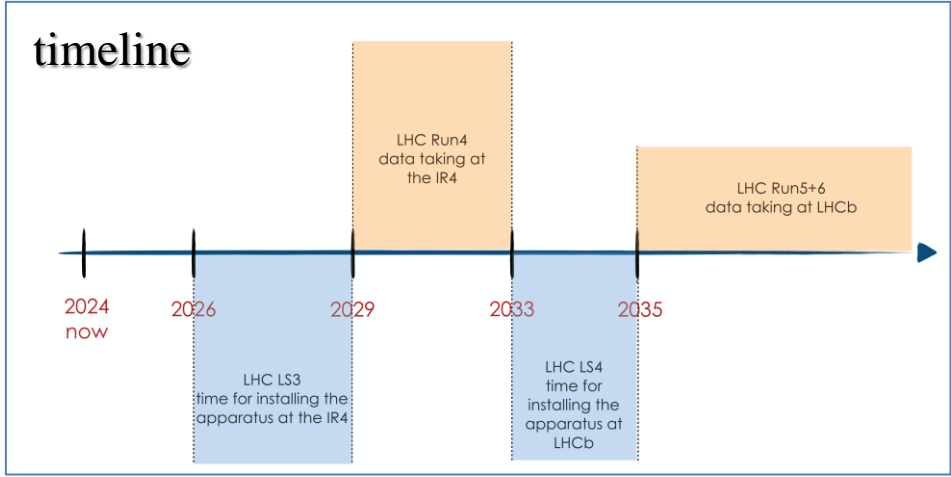 timeline
LHC Run4
data taking at
the IR4
LHC Run5+6
data taking at LHCb
2024
now
2026
2029
2033
2035
LHC LS3
time for installing the
apparatus at the IR4
LHC LS4
time for
installing the
apparatus at
LHCb